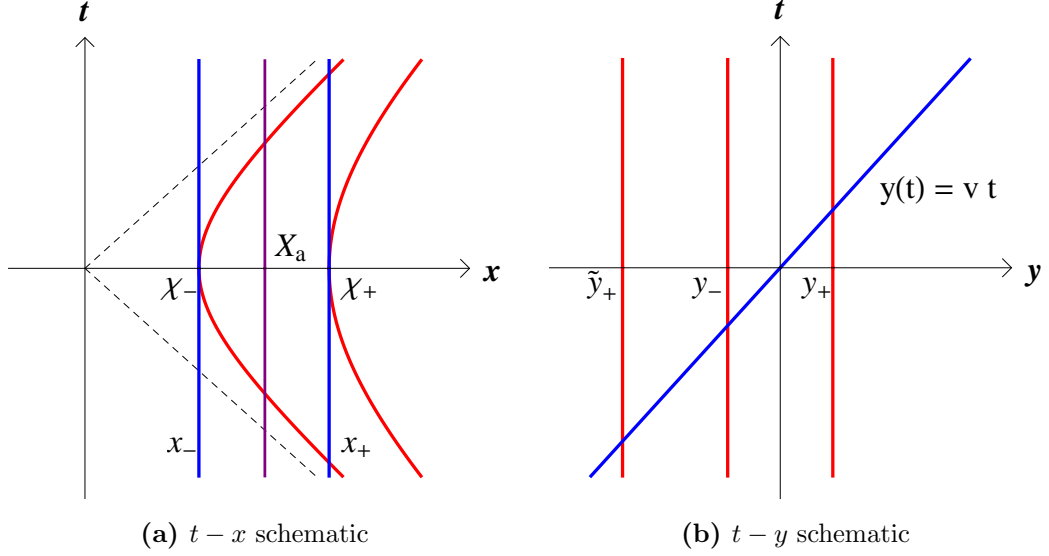 t
x
χ₋
X_a
χ₊
x₋
x₊
(a) t − x schematic
t
y
ỹ₊
y₋
y₊
y(t) = v t
(b) t − y schematic